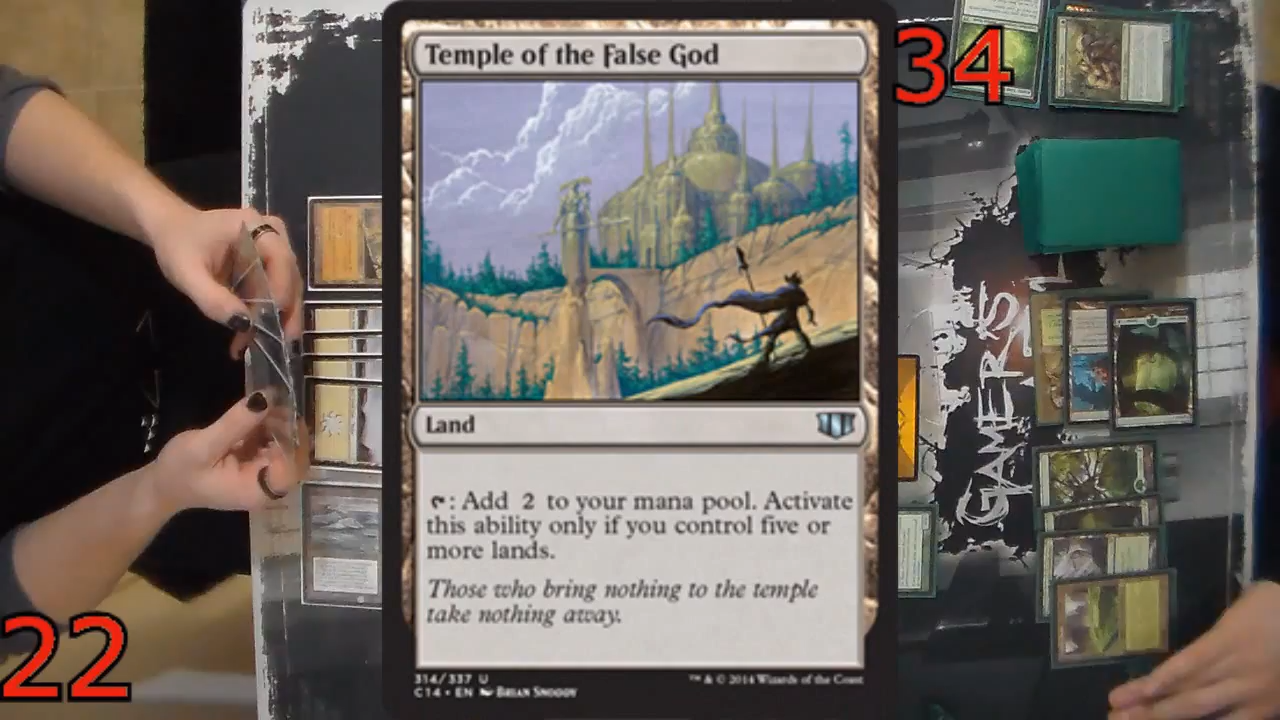 Temple of the False God
34
Land
: Add 2 to your mana pool. Activate
this ability only if you control five or
more lands.
Those who bring nothing to the temple
take nothing away.
314/337 U
C14 • EN BRIAN SNODDY
™ & © 2014 Wizards of the Coast
GAMERS
22